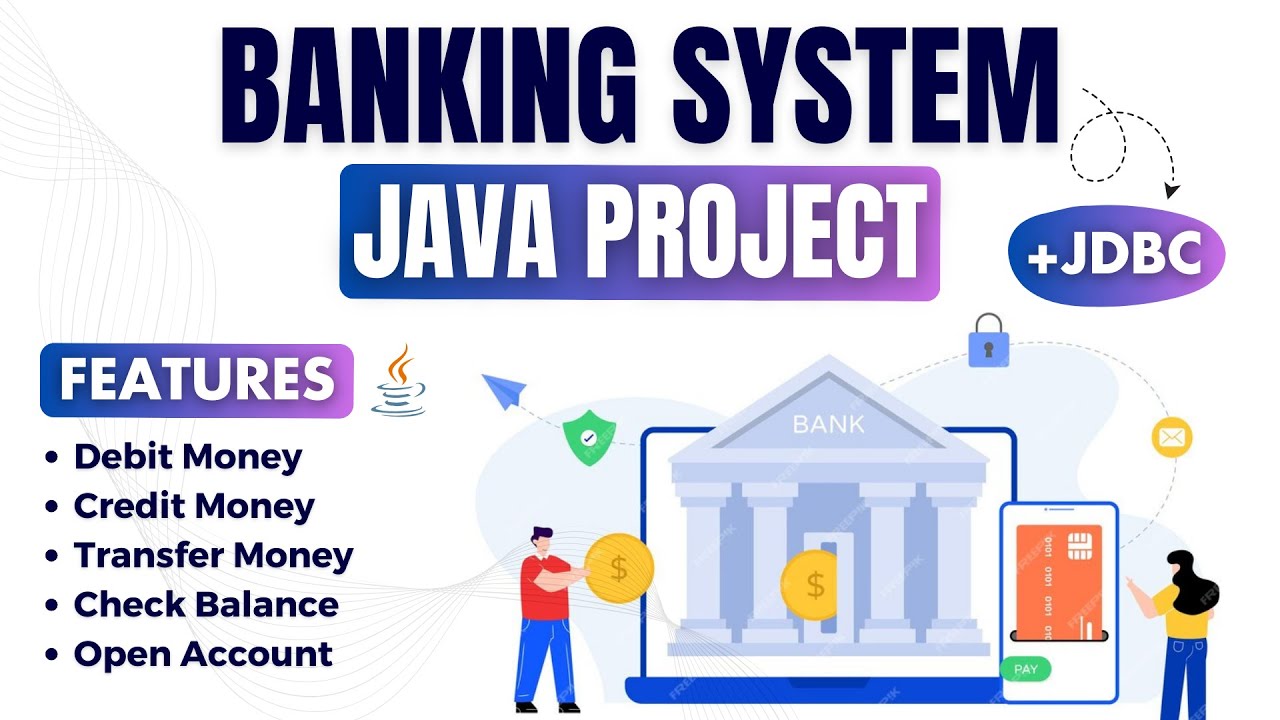 BANKING SYSTEM
JAVA PROJECT
+JDBC
FEATURES
• Debit Money
• Credit Money
• Transfer Money
• Check Balance
• Open Account
BANK
$
$
0101 0101 0101 0101
PAY